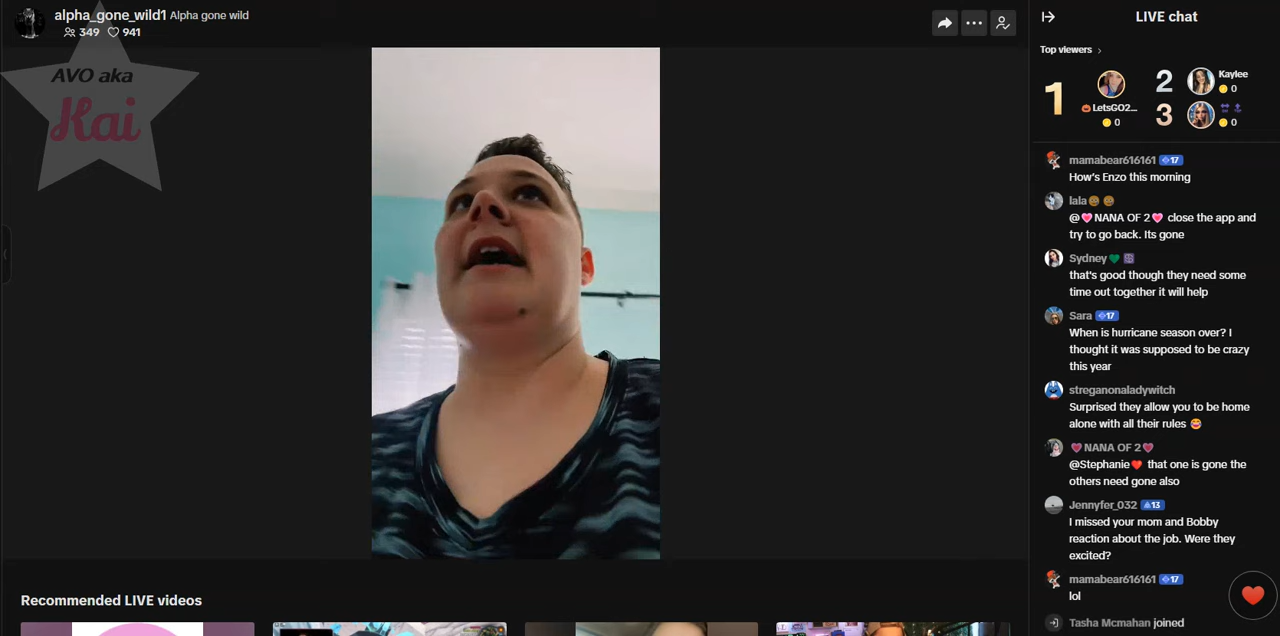 alpha_gone_wild1 Alpha gone wild
349 941
AVO aka
Kai
LIVE chat
Top viewers
1
LetsGO2...
0
2
Kaylee
0
3
0
mamabear616161 17
How's Enzo this morning
lala
@💗NANA OF 2💗 close the app and
try to go back. Its gone
Sydney
that's good though they need some
time out together it will help
Sara 17
When is hurricane season over? I
thought it was supposed to be crazy
this year
streganonaladywitch
Surprised they allow you to be home
alone with all their rules 😆
💗NANA OF 2💗
@Stephanie❤️ that one is gone the
others need gone also
Jennyfer_032 13
I missed your mom and Bobby
reaction about the job. Were they
excited?
mamabear616161 17
lol
Tasha Mcmahan joined
Recommended LIVE videos